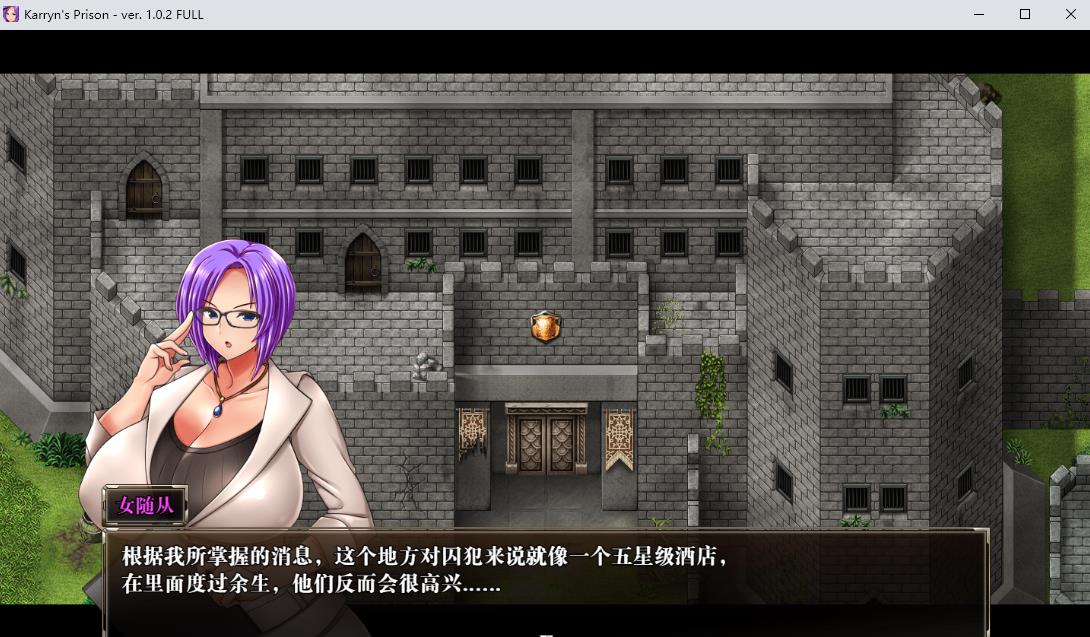 Karryn's Prison - ver. 1.0.2 FULL
女随从
根据我所掌握的消息，这个地方对囚犯来说就像一个五星级酒店，
在里面度过余生，他们反而会很高兴......